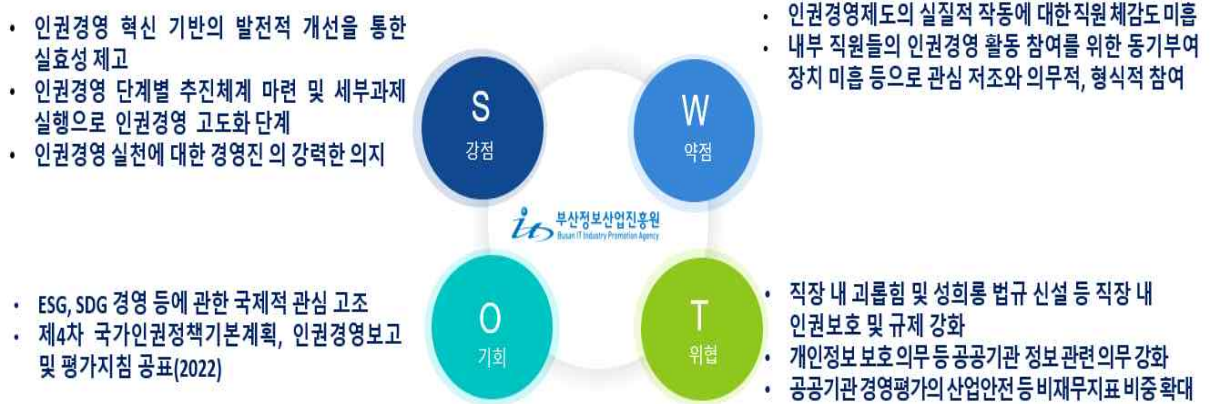 • 인권경영 혁신 기반의 발전적 개선을 통한
실효성 제고
• 인권경영 단계별 추진체계 마련 및 세부과제
실행으로 인권경영 고도화 단계
• 인권경영 실천에 대한 경영진 의 강력한 의지
S
강점
W
약점
• 인권경영제도의 실질적 작동에 대한 직원 체감도 미흡
• 내부 직원들의 인권경영 활동 참여를 위한 동기부여
장치 미흡 등으로 관심 저조와 의무적, 형식적 참여
부산정보산업진흥원
Busan IT Industry Promotion Agency
• ESG, SDG 경영 등에 관한 국제적 관심 고조
• 제4차 국가인권정책기본계획, 인권경영보고
및 평가지침 공표(2022)
O
기회
T
위협
• 직장 내 괴롭힘 및 성희롱 법규 신설 등 직장 내
인권보호 및 규제 강화
• 개인정보 보호 의무 등 공공기관 정보 관련 의무 강화
• 공공기관 경영평가의 산업안전 등 비재무지표 비중 확대